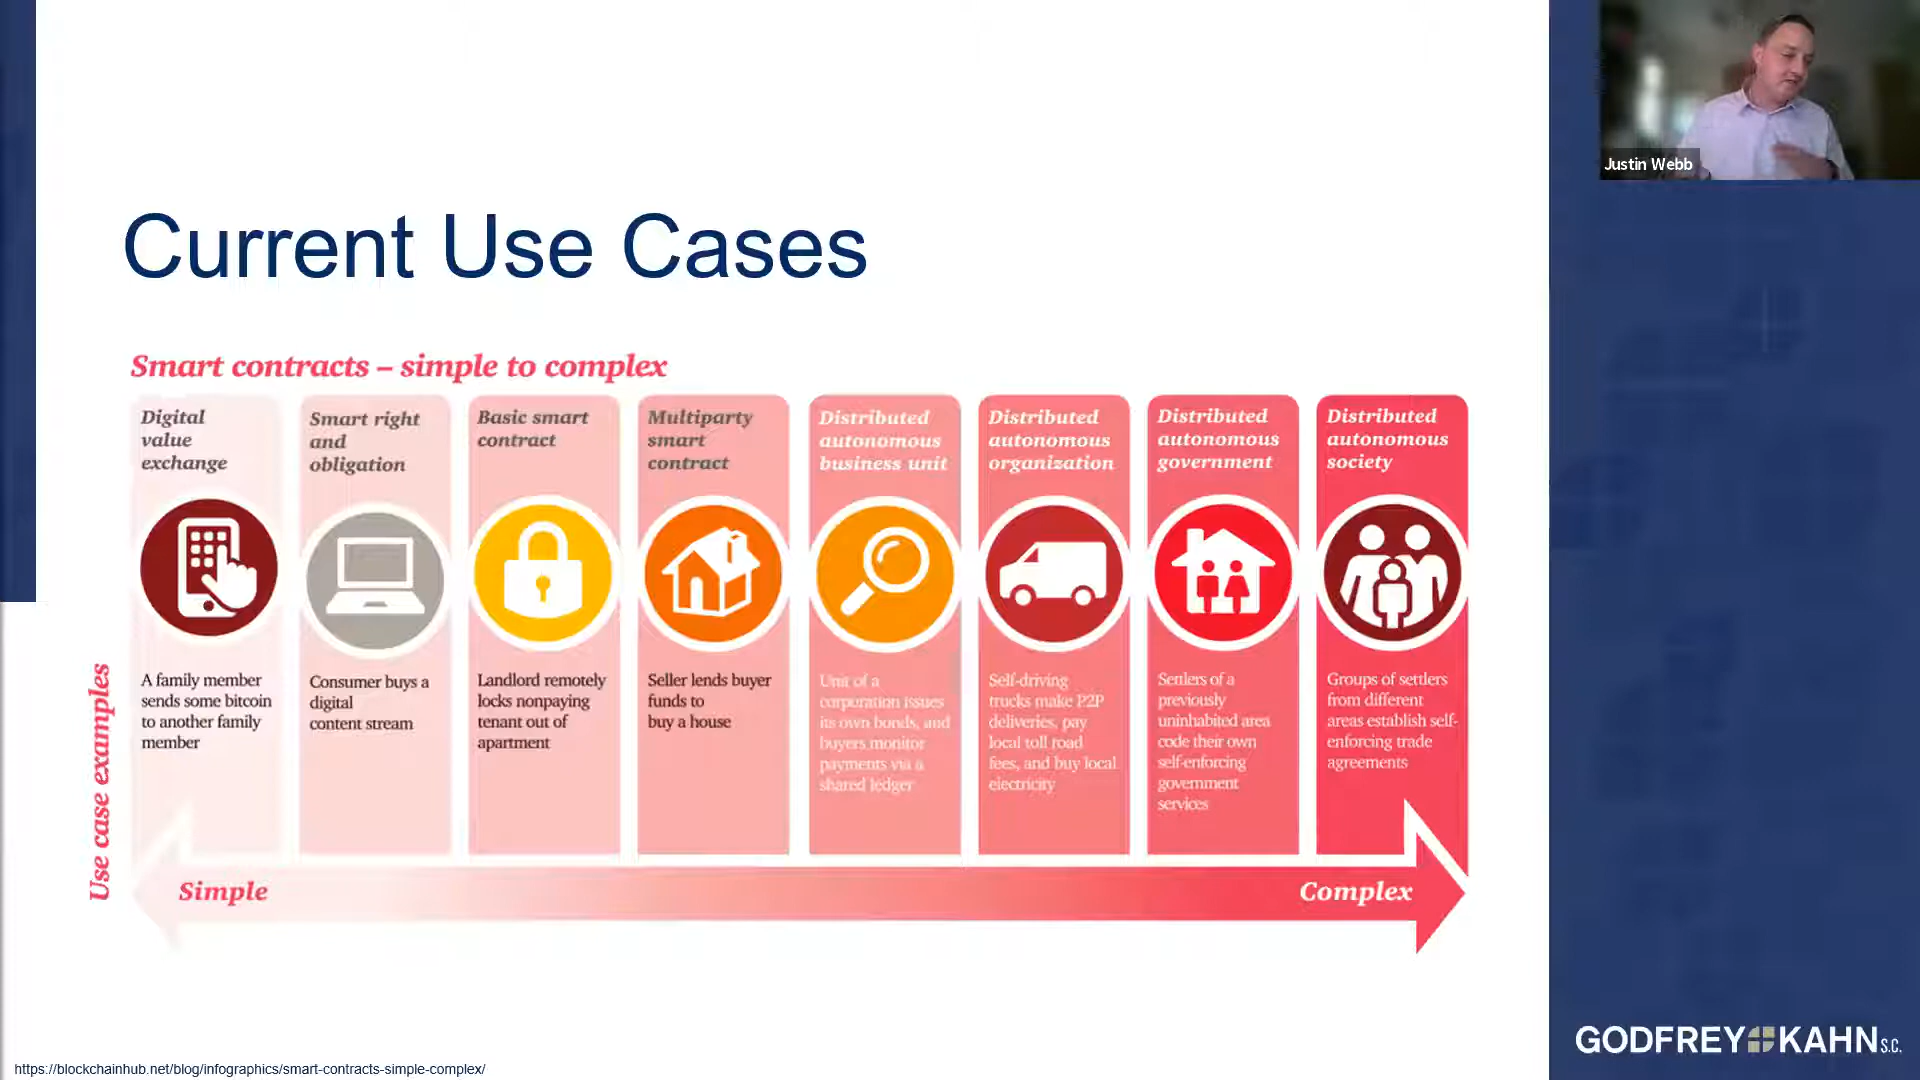 Justin Webb
Current Use Cases
Smart contracts – simple to complex
Digital
value
exchange
Smart right
and
obligation
Basic smart
contract
Multiparty
smart
contract
Distributed
autonomous
business unit
Distributed
autonomous
organization
Distributed
autonomous
government
Distributed
autonomous
society
Use case examples
A family member
sends some bitcoin
to another family
member
Consumer buys a
digital
content stream
Landlord remotely
locks nonpaying
tenant out of
apartment
Seller lends buyer
funds to
buy a house
Unit of a
corporation issues
its own bonds, and
buyers monitor
payments via a
shared ledger
Self-driving
trucks make P2P
deliveries, pay
local toll road
fees, and buy local
electricity
Settlers of a
previously
uninhabited area
code their own
self-enforcing
government
services
Groups of settlers
from different
areas establish self-
enforcing trade
agreements
Simple
Complex
GODFREY KAHN S.C.
https://blockchainhub.net/blog/infographics/smart-contracts-simple-complex/